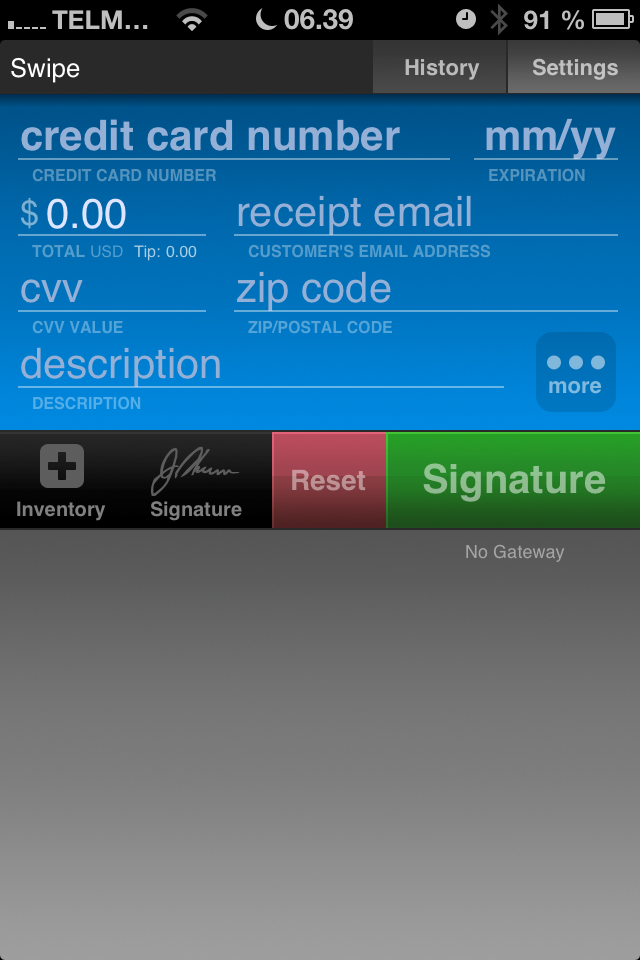 TELM... 06.39 91 %
Swipe History Settings
credit card number mm/yy
CREDIT CARD NUMBER EXPIRATION
$ 0.00 receipt email
TOTAL USD Tip: 0.00 CUSTOMER'S EMAIL ADDRESS
cvv zip code
CVV VALUE ZIP/POSTAL CODE
description
DESCRIPTION
more
Inventory Signature Reset Signature
No Gateway